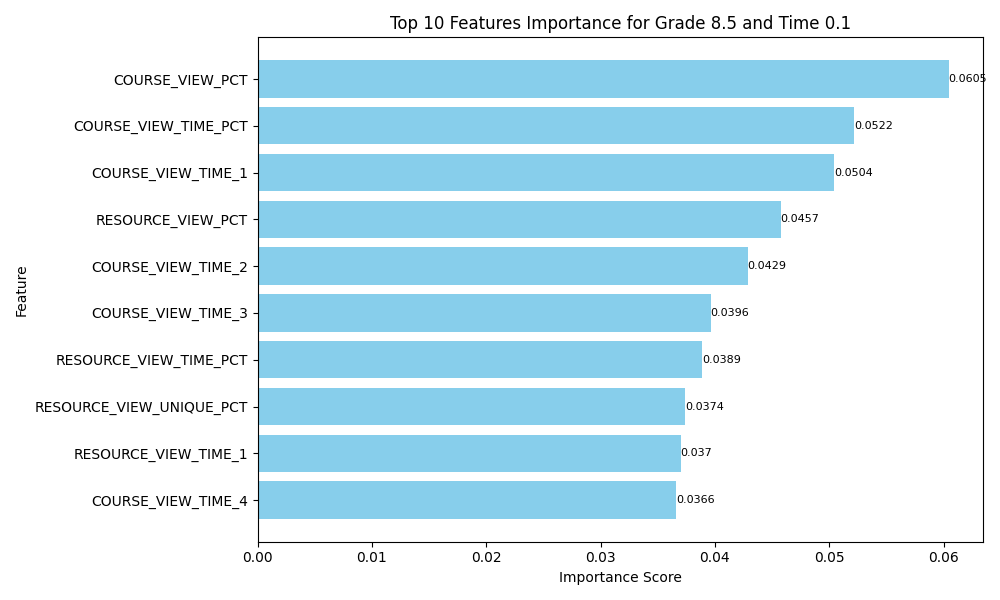 Top 10 Features Importance for Grade 8.5 and Time 0.1
Feature
COURSE_VIEW_PCT 0.0605
COURSE_VIEW_TIME_PCT 0.0522
COURSE_VIEW_TIME_1 0.0504
RESOURCE_VIEW_PCT 0.0457
COURSE_VIEW_TIME_2 0.0429
COURSE_VIEW_TIME_3 0.0396
RESOURCE_VIEW_TIME_PCT 0.0389
RESOURCE_VIEW_UNIQUE_PCT 0.0374
RESOURCE_VIEW_TIME_1 0.037
COURSE_VIEW_TIME_4 0.0366
0.00 0.01 0.02 0.03 0.04 0.05 0.06
Importance Score